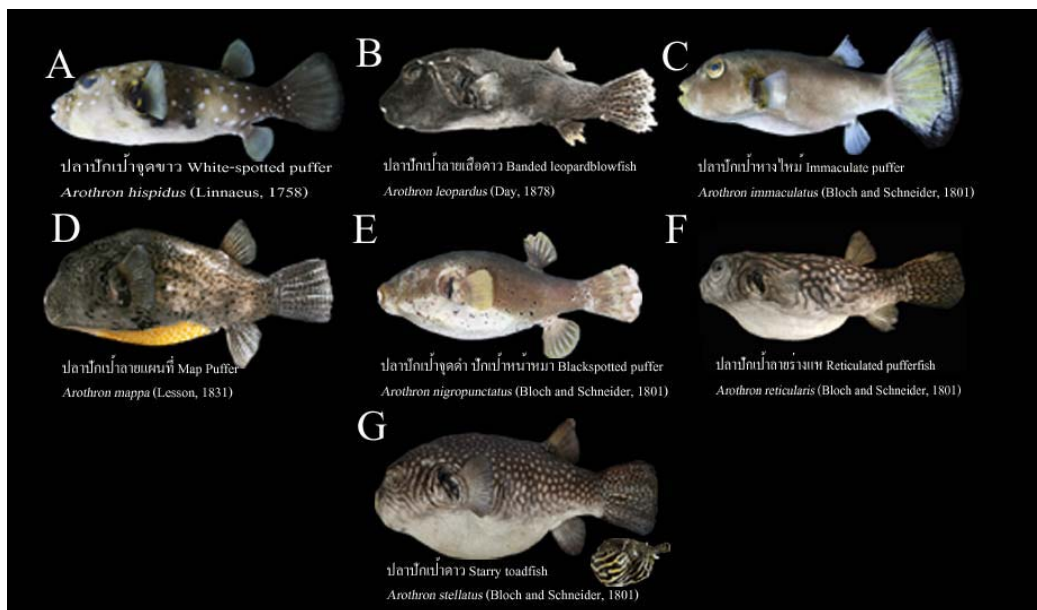 A
B
C
ปลาปักเป้าจุดขาว White-spotted puffer
Arothron hispidus (Linnaeus, 1758)
ปลาปักเป้าลายเสือดาว Banded leopardblowfish
Arothron leopardus (Day, 1878)
ปลาปักเป้าหางไหม้ Immaculate puffer
Arothron immaculatus (Bloch and Schneider, 1801)
D
E
F
ปลาปักเป้าลายแผนที่ Map Puffer
Arothron mappa (Lesson, 1831)
ปลาปักเป้าจุดดำ ปักเป้าหน้าหมา Blackspotted puffer
Arothron nigropunctatus (Bloch and Schneider, 1801)
ปลาปักเป้าลายร่างแห Reticulated pufferfish
Arothron reticularis (Bloch and Schneider, 1801)
G
ปลาปักเป้าดาว Starry toadfish
Arothron stellatus (Bloch and Schneider, 1801)